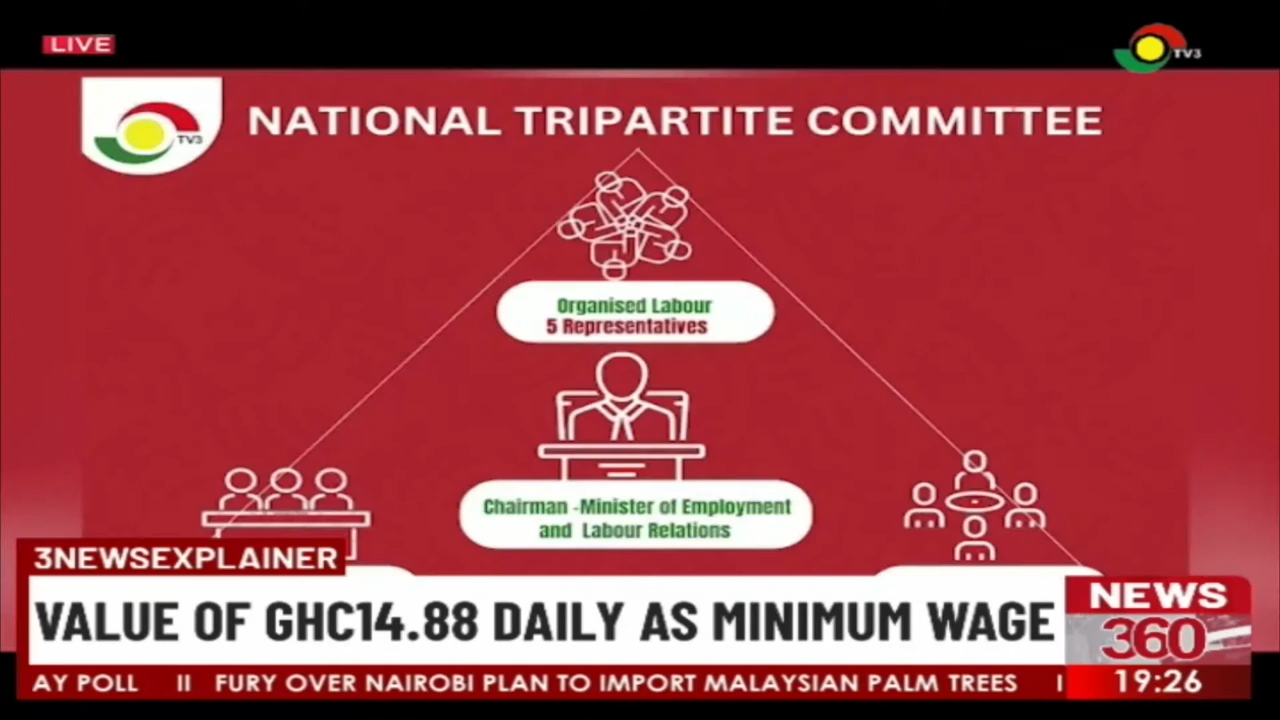 LIVE
TV3
TV3
NATIONAL TRIPARTITE COMMITTEE
Organised Labour
5 Representatives
Chairman -Minister of Employment
and Labour Relations
3NEWSEXPLAINER
VALUE OF GHC14.88 DAILY AS MINIMUM WAGE
NEWS
360
AY POLL || FURY OVER NAIROBI PLAN TO IMPORT MALAYSIAN PALM TREES |
19:26